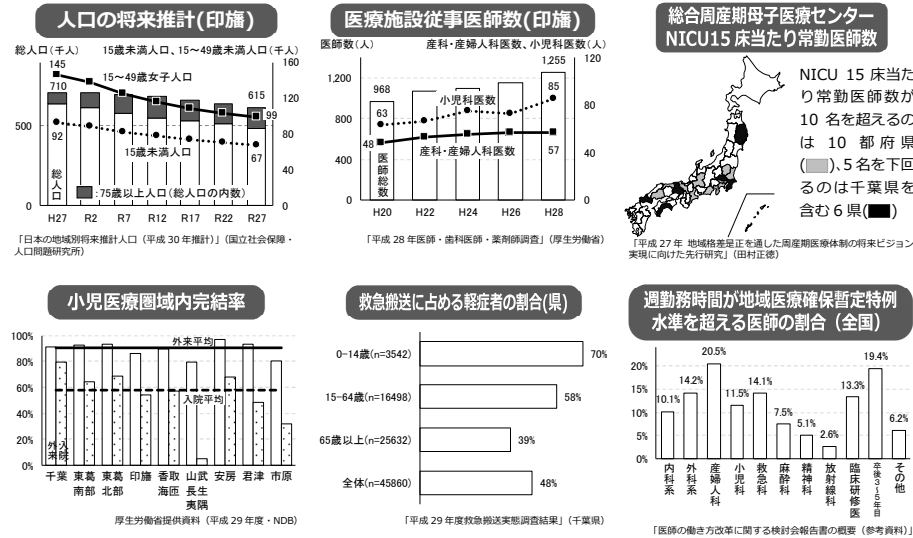 人口の将来推計(印旛)
総人口(千人) 15歳未満人口、15～49歳未満人口(千人)
145
710
15～49歳女子人口
615
99
92
15歳未満人口
67
総人口
:75歳以上人口(総人口の内数)
500
0
160
120
80
40
0
H27 R2 R7 R12 R17 R22 R27
「日本の地域別将来推計人口（平成30年推計）」（国立社会保障・
人口問題研究所）
医療施設従事医師数(印旛)
医師数(人) 産科・産婦人科医数、小児科医数(人)
968
1,255
小児科医数
63
85
48
産科・産婦人科医数
57
医師総数
1,200
800
400
0
120
80
40
0
H20 H22 H24 H26 H28
「平成28年医師・歯科医師・薬剤師調査」（厚生労働省）
総合周産期母子医療センター
NICU15床当たり常勤医師数
NICU 15床当た
り常勤医師数が
10名を超えるの
は 10 都府県
( )、5名を下回
るのは千葉県を
含む6県( )
「平成27年 地域格差是正を通した周産期医療体制の将来ビジョン
実現に向けた先行研究」（田村正徳）
小児医療圏域内完結率
100%
80%
60%
40%
20%
0%
外来平均
入院平均
外来
入院
千葉 東葛南部 東葛北部 印旛 香取海匝 山武長生夷隅 安房 君津 市原
厚生労働省提供資料（平成29年度・NDB）
救急搬送に占める軽症者の割合(県)
0-14歳(n=3542) 70%
15-64歳(n=16498) 58%
65歳以上(n=25632) 39%
全体(n=45860) 48%
「平成29年度救急搬送実態調査結果」（千葉県）
週勤務時間が地域医療確保暫定特例
水準を超える医師の割合（全国）
20%
15%
10%
5%
0%
10.1% 14.2% 20.5% 11.5% 14.1% 7.5% 5.1% 2.6% 13.3% 19.4% 6.2%
内科系 外科系 産婦人科 小児科 救急科 麻酔科 精神科 放射線科 臨床研修医 卒後3～5年目 その他
「医師の働き方改革に関する検討会報告書の概要（参考資料）」